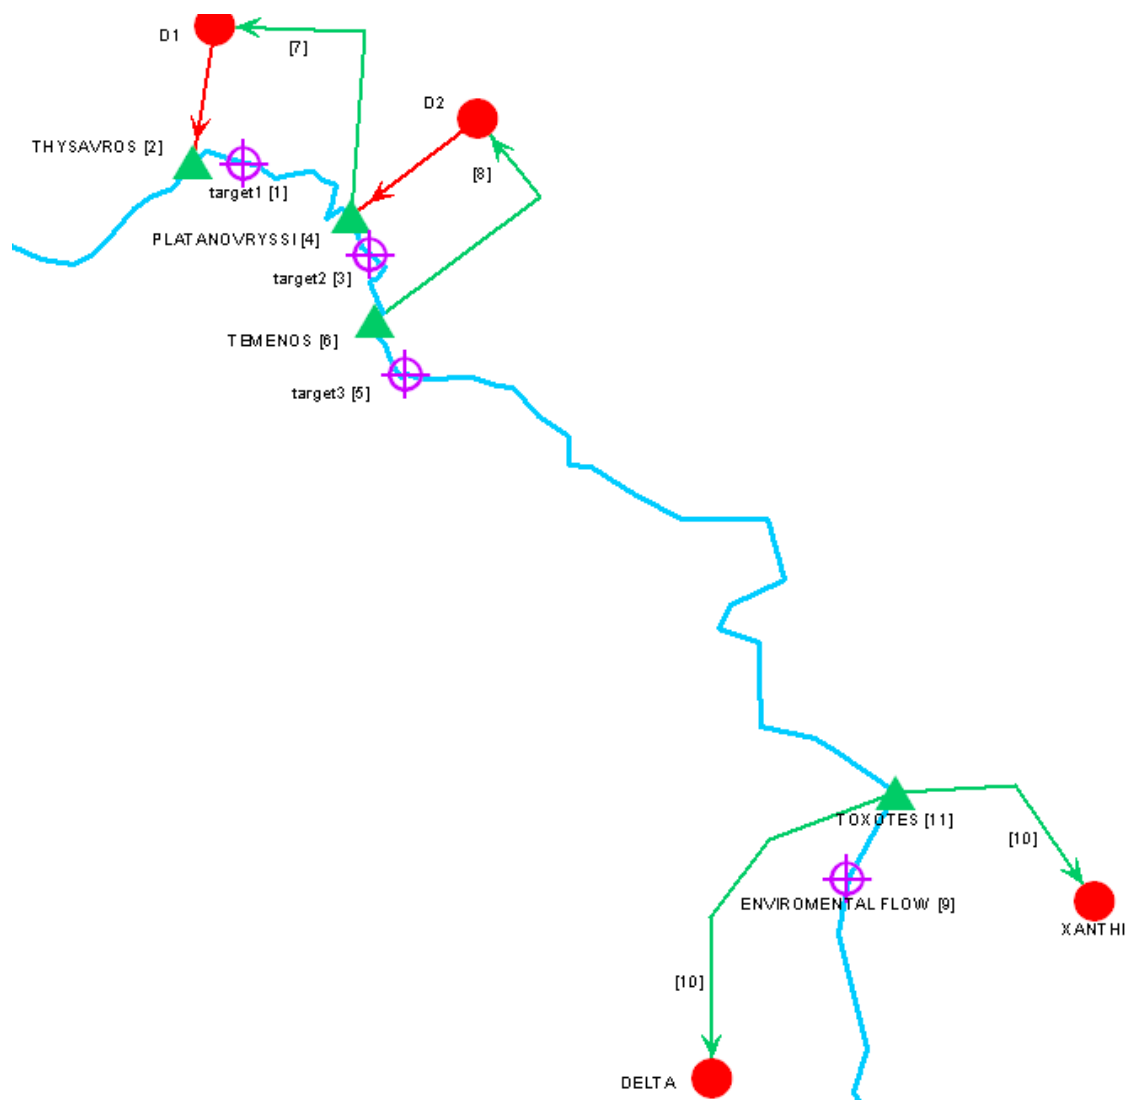 D1
[7]
D2
THYSAVROS [2]
[8]
target1 [1]
PLATANOVRYSSI [4]
target2 [3]
TEMENOS [6]
target3 [5]
TOXOTES [11]
[10]
ENVIROMENTAL FLOW [9]
XANTHI
[10]
DELTA